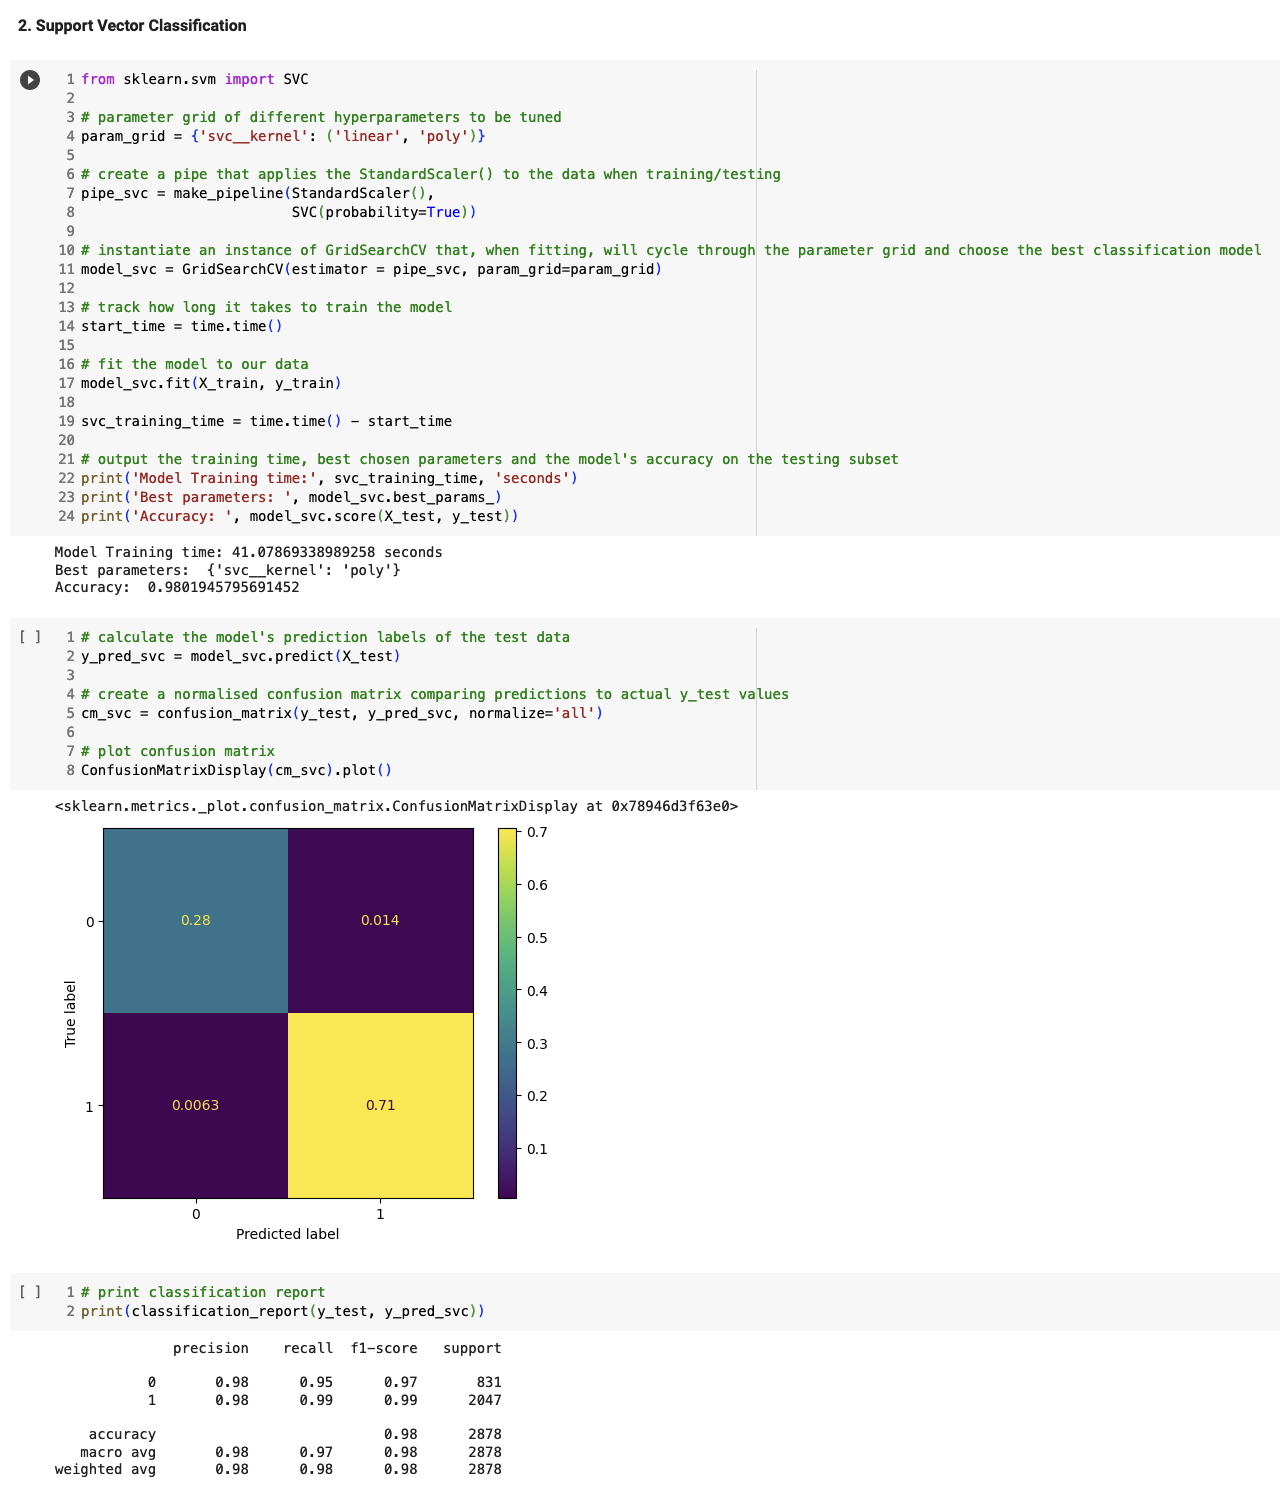 2. Support Vector Classification
1 from sklearn.svm import SVC
2
3 # parameter grid of different hyperparameters to be tuned
4 param_grid = {'svc__kernel': ('linear', 'poly')}
5
6 # create a pipe that applies the StandardScaler() to the data when training/testing
7 pipe_svc = make_pipeline(StandardScaler(),
8                          SVC(probability=True))
9
10 # instantiate an instance of GridSearchCV that, when fitting, will cycle through the parameter grid and choose the best classification model
11 model_svc = GridSearchCV(estimator = pipe_svc, param_grid=param_grid)
12
13 # track how long it takes to train the model
14 start_time = time.time()
15
16 # fit the model to our data
17 model_svc.fit(X_train, y_train)
18
19 svc_training_time = time.time() - start_time
20
21 # output the training time, best chosen parameters and the model's accuracy on the testing subset
22 print('Model Training time:', svc_training_time, 'seconds')
23 print('Best parameters: ', model_svc.best_params_)
24 print('Accuracy: ', model_svc.score(X_test, y_test))
Model Training time: 41.07869338989258 seconds
Best parameters:  {'svc__kernel': 'poly'}
Accuracy:  0.9801945795691452
[ ] 1 # calculate the model's prediction labels of the test data
2 y_pred_svc = model_svc.predict(X_test)
3
4 # create a normalised confusion matrix comparing predictions to actual y_test values
5 cm_svc = confusion_matrix(y_test, y_pred_svc, normalize='all')
6
7 # plot confusion matrix
8 ConfusionMatrixDisplay(cm_svc).plot()
<sklearn.metrics._plot.confusion_matrix.ConfusionMatrixDisplay at 0x78946d3f63e0>
0.7
0.6
0.5
0.4
0.3
0.2
0.1
True label
0
1
0.28 0.014
0.0063 0.71
0 1
Predicted label
[ ] 1 # print classification report
2 print(classification_report(y_test, y_pred_svc))
precision recall f1-score support
0 0.98 0.95 0.97 831
1 0.98 0.99 0.99 2047
accuracy 0.98 2878
macro avg 0.98 0.97 0.98 2878
weighted avg 0.98 0.98 0.98 2878